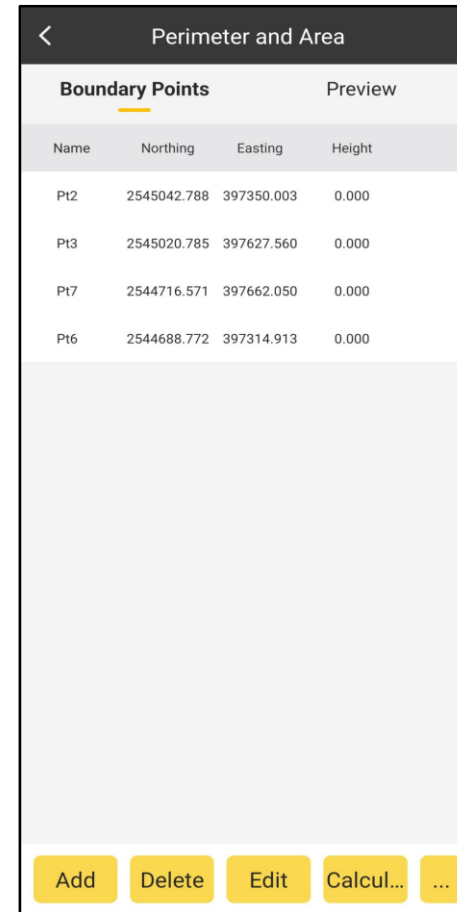 Perimeter and Area
Boundary Points Preview
Name Northing Easting Height
Pt2 2545042.788 397350.003 0.000
Pt3 2545020.785 397627.560 0.000
Pt7 2544716.571 397662.050 0.000
Pt6 2544688.772 397314.913 0.000
Add Delete Edit Calcul... ...